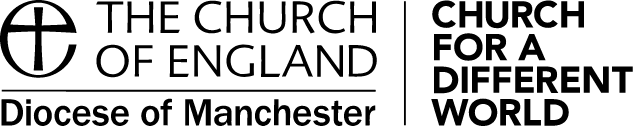 THE CHURCH
OF ENGLAND
Diocese of Manchester
CHURCH
FOR A
DIFFERENT
WORLD